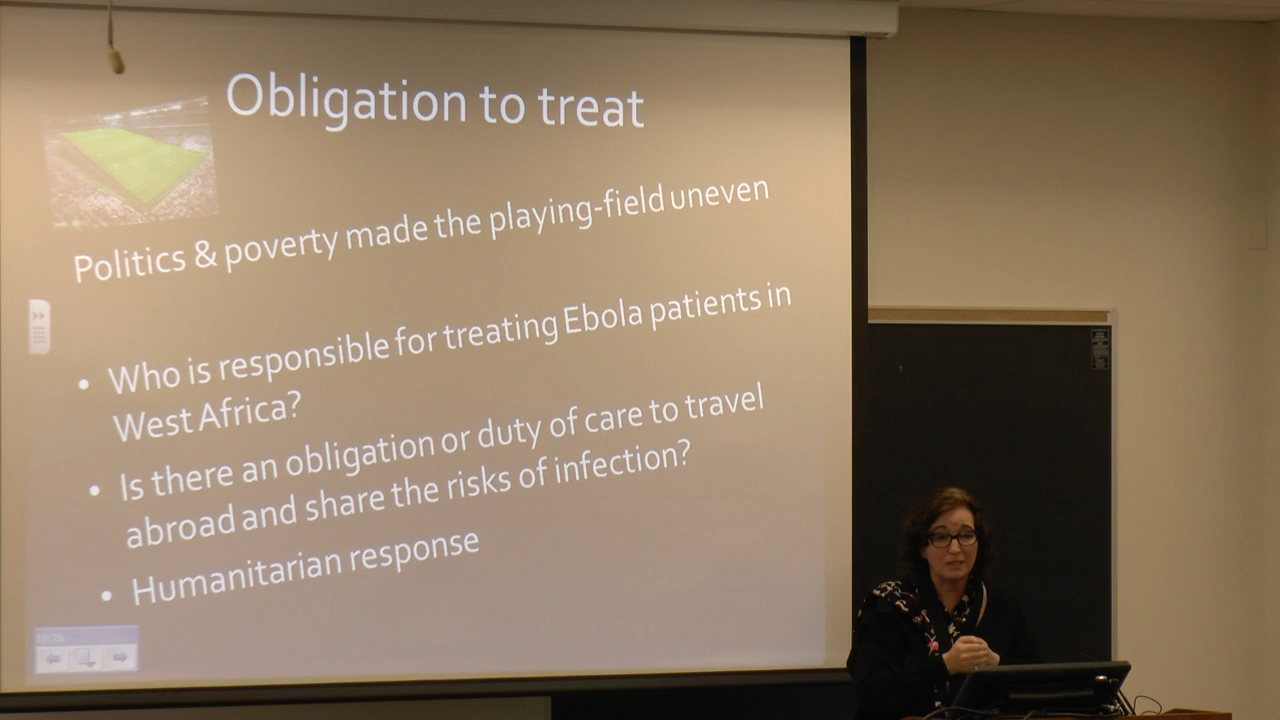 Obligation to treat
Politics & poverty made the playing-field uneven
• Who is responsible for treating Ebola patients in
West Africa?
• Is there an obligation or duty of care to travel
abroad and share the risks of infection?
• Humanitarian response